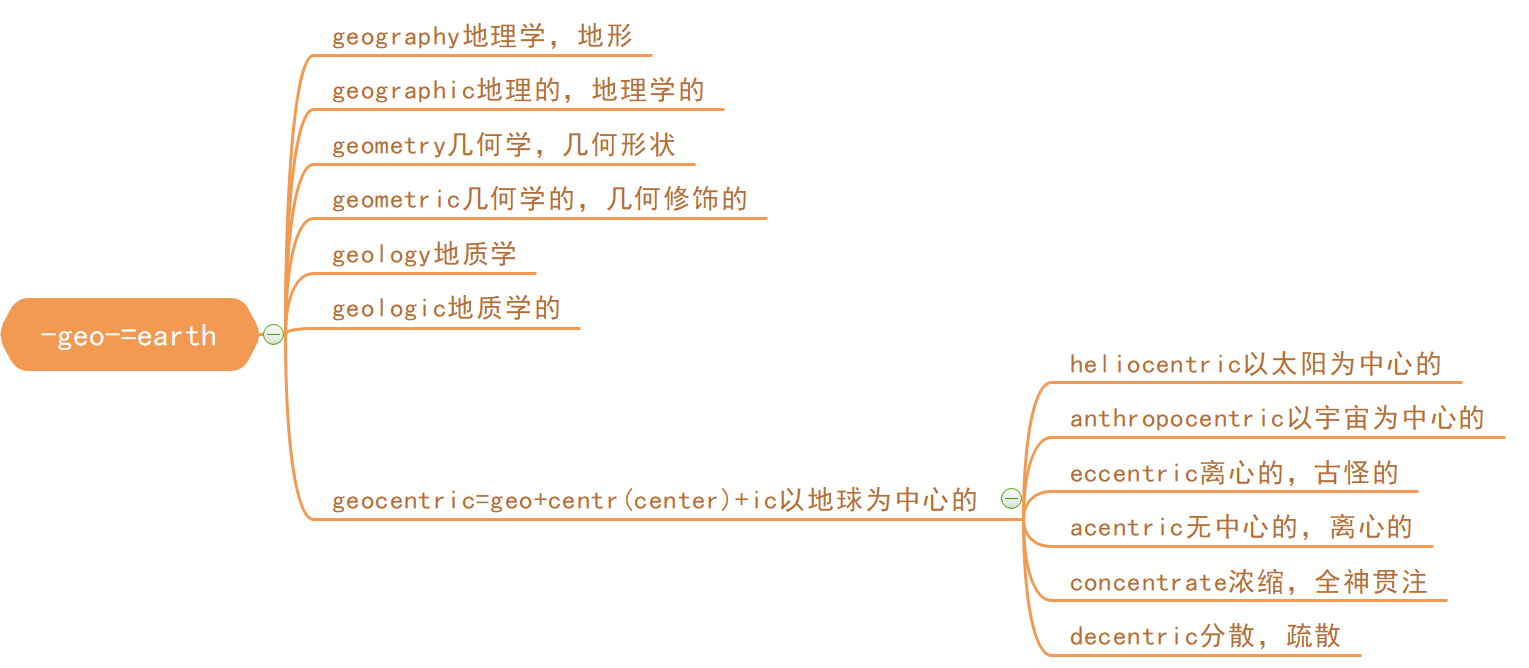 geography地理学，地形
geographic地理的，地理学的
geometry几何学，几何形状
geometric几何学的，几何修饰的
geology地质学
geologic地质学的
-geo-=earth
heliocentric以太阳为中心的
anthropocentric以宇宙为中心的
eccentric离心的，古怪的
geocentric=geo+centr(center)+ic以地球为中心的
acentric无中心的，离心的
concentrate浓缩，全神贯注
decentric分散，疏散